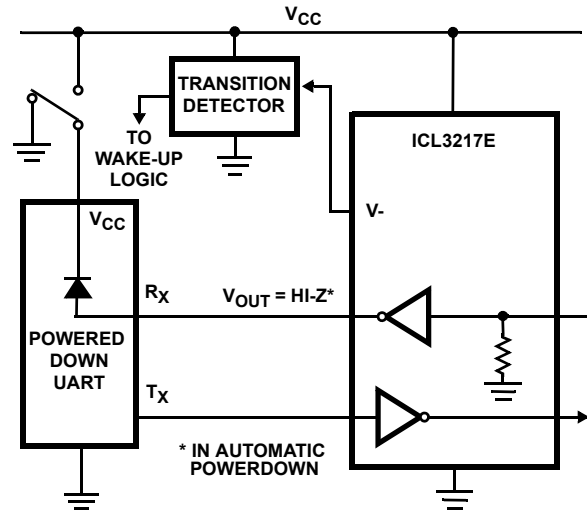 VCC
TRANSITION
DETECTOR
TO
WAKE-UP
LOGIC
ICL3217E
V-
VCC
RX
VOUT = HI-Z*
POWERED
DOWN
UART
TX
* IN AUTOMATIC
POWERDOWN